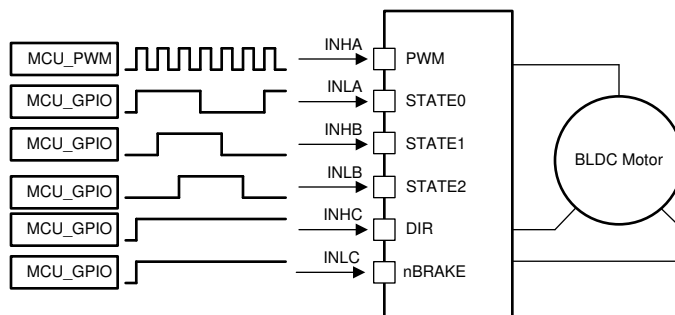 MCU_PWM INHA PWM
MCU_GPIO INLA STATE0
MCU_GPIO INHB STATE1
BLDC Motor
MCU_GPIO INLB STATE2
MCU_GPIO INHC DIR
MCU_GPIO INLC nBRAKE